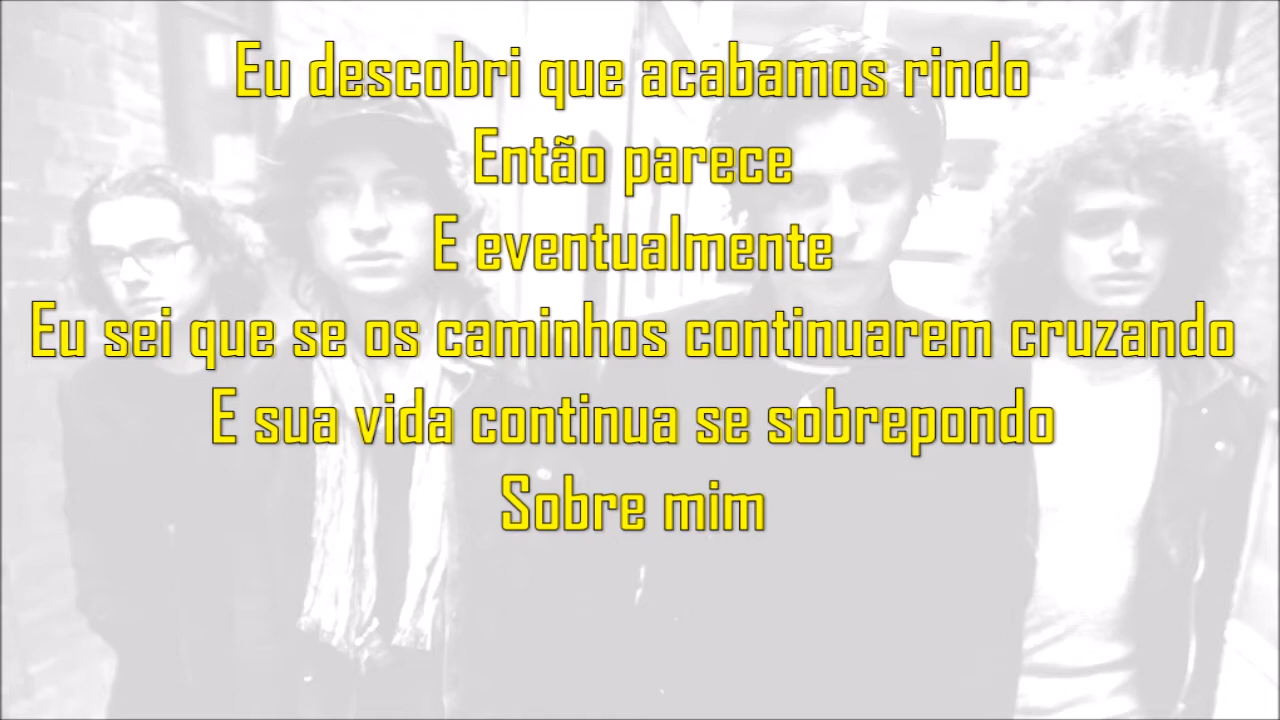 Eu descobri que acabamos rindo
Então parece
E eventualmente
Eu sei que se os caminhos continuarem cruzando
E sua vida continua se sobrepondo
Sobre mim